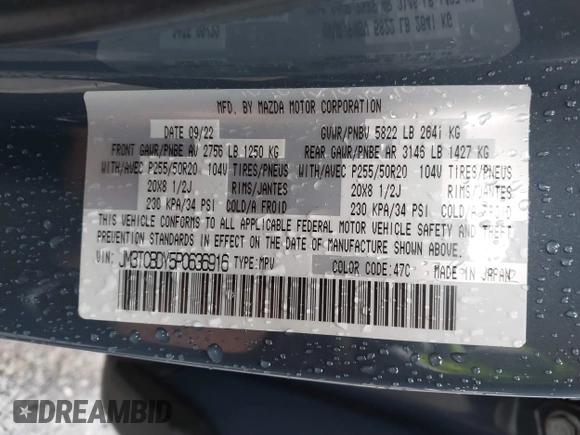 MFD. BY MAZDA MOTOR CORPORATION
DATE 09/22 GVWR/PNBV 5822 LB 2641 KG
FRONT GAWR/PNBE AV 2756 LB 1250 KG REAR GAWR/PNBE AR 3146 LB 1427 KG
WITH/AVEC P255/50R20 104V TIRES/PNEUS WITH/AVEC P255/50R20 104V TIRES/PNEUS
20X8 1/2J RIMS/JANTES 20X8 1/2J RIMS/JANTES
230 KPA/34 PSI COLD/A FROID 230 KPA/34 PSI COLD/A FROID
THIS VEHICLE CONFORMS TO ALL APPLICABLE FEDERAL MOTOR VEHICLE SAFETY AND THEFT
PREVENTION STANDARDS IN EFFECT ON THE DATE OF MANUFACTURE SHOWN ABOVE.
VIN: JM3TCBDY5P0636916 TYPE:MPV COLOR CODE:47C MADE IN JAPAN
DREAMBID